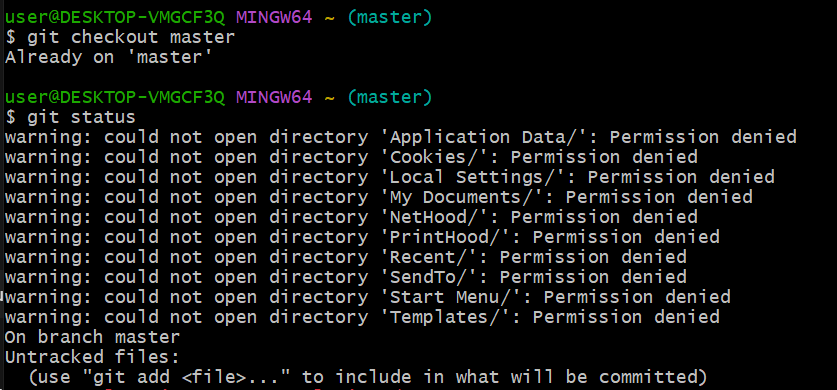 user@DESKTOP-VMGCF3Q MINGW64 ~ (master)
$ git checkout master
Already on 'master'
user@DESKTOP-VMGCF3Q MINGW64 ~ (master)
$ git status
warning: could not open directory 'Application Data/': Permission denied
warning: could not open directory 'Cookies/': Permission denied
warning: could not open directory 'Local Settings/': Permission denied
warning: could not open directory 'My Documents/': Permission denied
warning: could not open directory 'NetHood/': Permission denied
warning: could not open directory 'PrintHood/': Permission denied
warning: could not open directory 'Recent/': Permission denied
warning: could not open directory 'SendTo/': Permission denied
warning: could not open directory 'Start Menu/': Permission denied
warning: could not open directory 'Templates/': Permission denied
On branch master
Untracked files:
  (use "git add <file>..." to include in what will be committed)